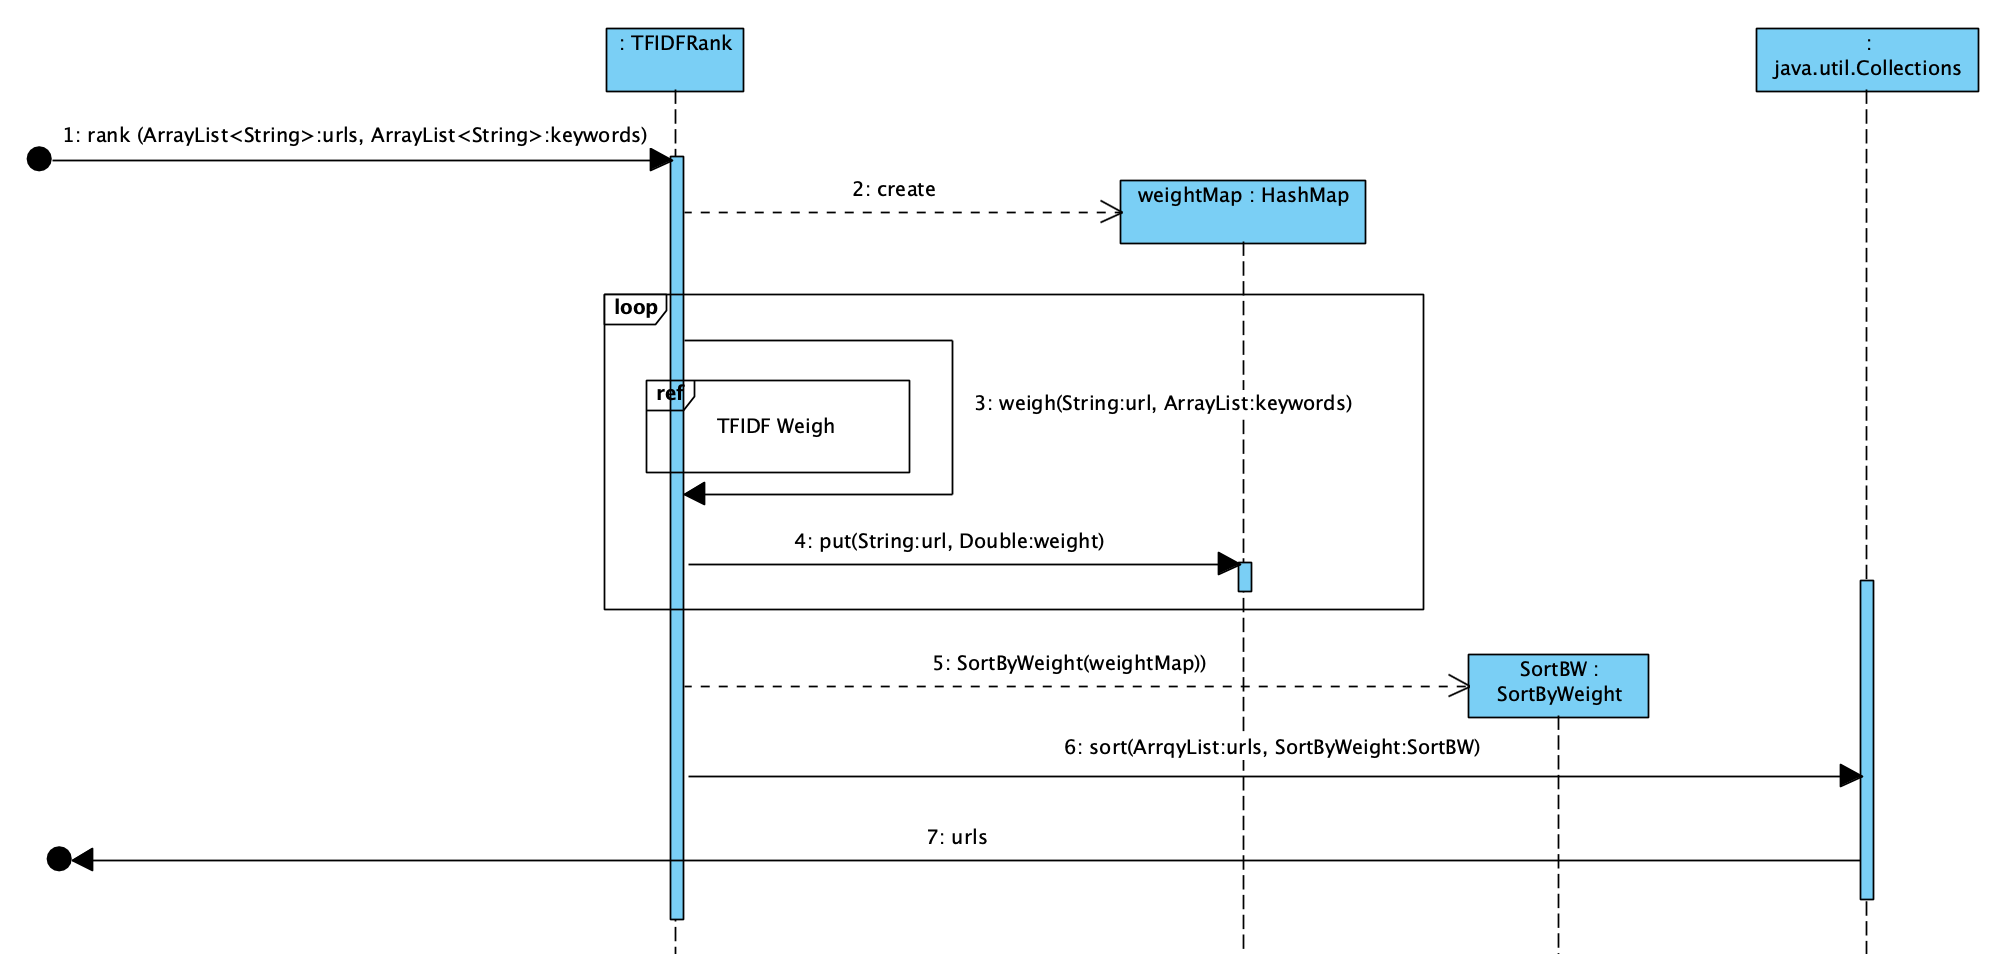 : TFIDFRank
:
java.util.Collections
1: rank (ArrayList<String>:urls, ArrayList<String>:keywords)
2: create
weightMap : HashMap
loop
ref
TFIDF Weigh
3: weigh(String:url, ArrayList:keywords)
4: put(String:url, Double:weight)
5: SortByWeight(weightMap))
SortBW :
SortByWeight
6: sort(ArrqyList:urls, SortByWeight:SortBW)
7: urls